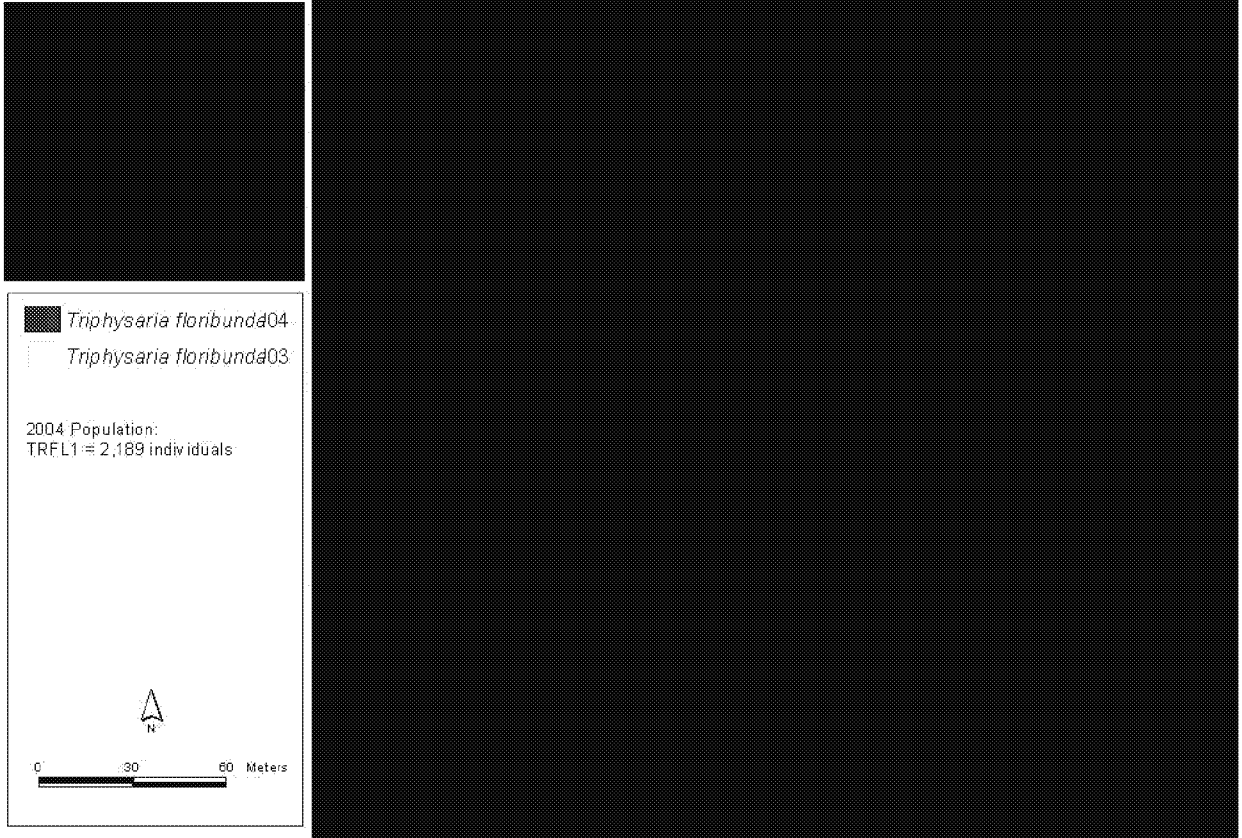 Triphysaria floribunda04
Triphysaria floribunda03
2004 Population:
TRFL1 = 2,189 individuals
N
0 30 60 Meters